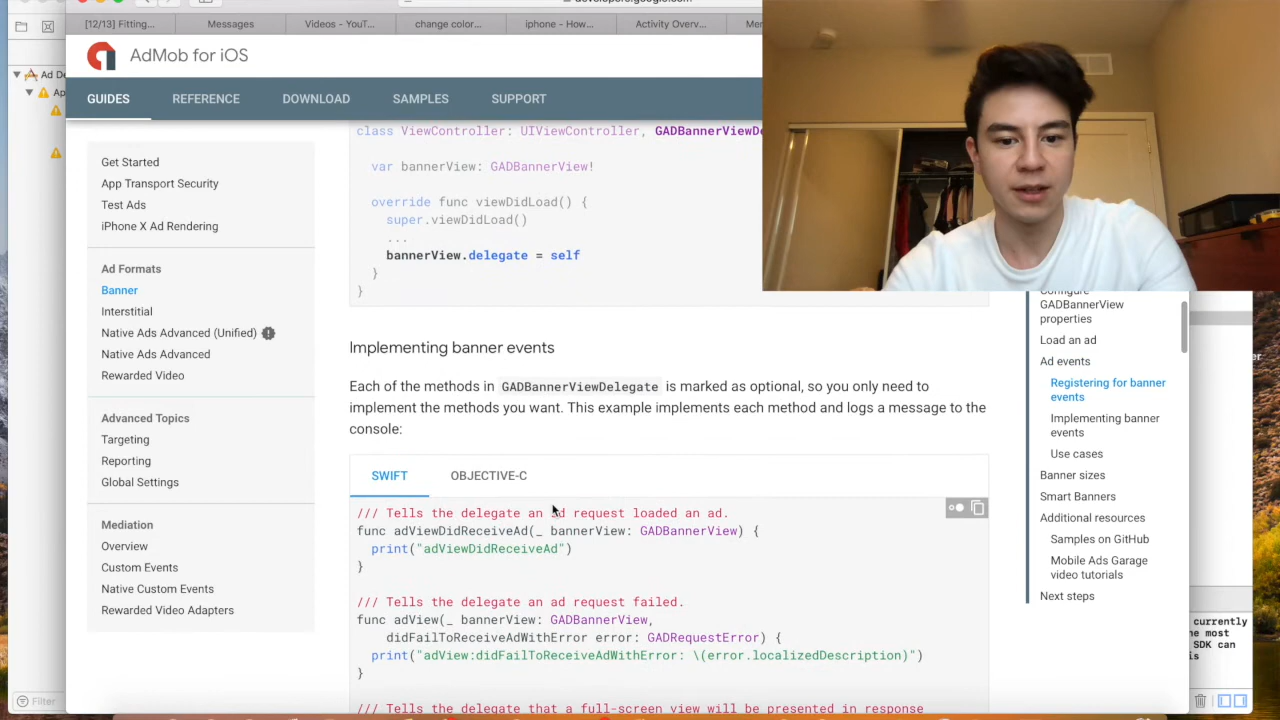 developers.google.com
[12/13] Fitting...
Messages
Videos - YouT...
change color...
iphone - How...
Activity Overv...
AdMob for iOS
GUIDES
REFERENCE
DOWNLOAD
SAMPLES
SUPPORT
Ad De
Ap
Get Started
App Transport Security
Test Ads
iPhone X Ad Rendering
Ad Formats
Banner
Interstitial
Native Ads Advanced (Unified)
Native Ads Advanced
Rewarded Video
Advanced Topics
Targeting
Reporting
Global Settings
Mediation
Overview
Custom Events
Native Custom Events
Rewarded Video Adapters
Filter
class ViewController: UIViewController, GADBannerViewDe
var bannerView: GADBannerView!
override func viewDidLoad() {
super.viewDidLoad()
...
bannerView.delegate = self
}
}
Implementing banner events
Each of the methods in GADBannerViewDelegate is marked as optional, so you only need to
implement the methods you want. This example implements each method and logs a message to the
console:
SWIFT
OBJECTIVE-C
/// Tells the delegate an ad request loaded an ad.
func adViewDidReceiveAd(_ bannerView: GADBannerView) {
print("adViewDidReceiveAd")
}
/// Tells the delegate an ad request failed.
func adView(_ bannerView: GADBannerView,
didFailToReceiveAdWithError error: GADRequestError) {
print("adView:didFailToReceiveAdWithError: \(error.localizedDescription)")
}
/// Tells the delegate that a full-screen view will be presented in response
Configure
GADBannerView
properties
Load an ad
Ad events
Registering for banner
events
Implementing banner
events
Use cases
Banner sizes
Smart Banners
Additional resources
Samples on GitHub
Mobile Ads Garage
video tutorials
Next steps
currently
he most
SDK can
is